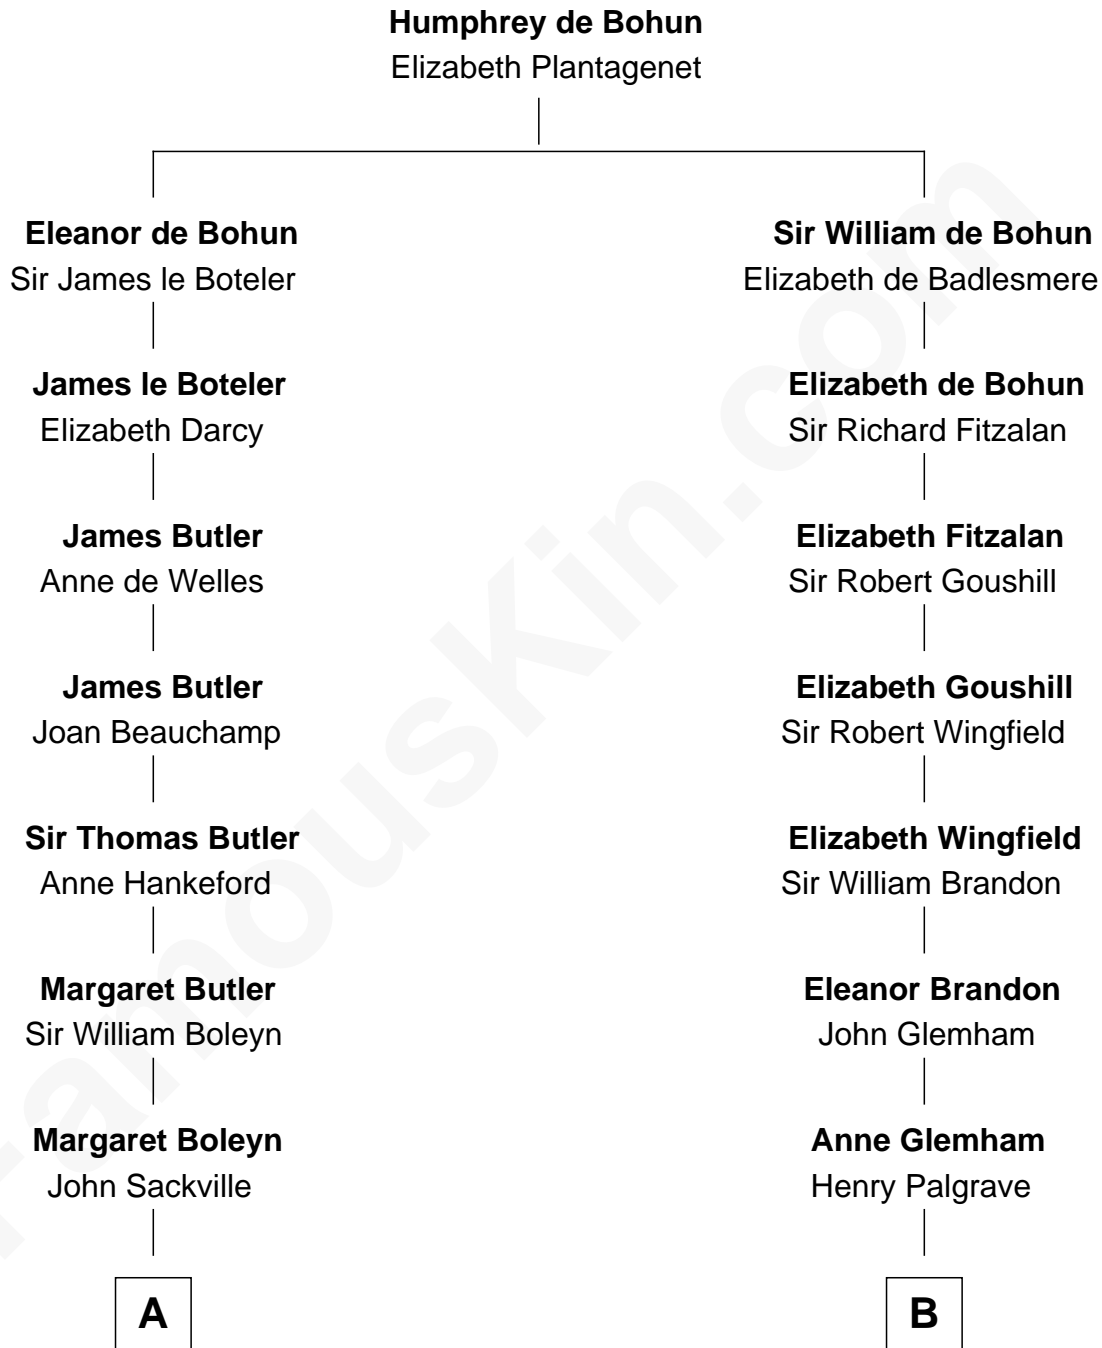 Humphrey de Bohun
Elizabeth Plantagenet
Eleanor de Bohun
Sir James le Boteler
Sir William de Bohun
Elizabeth de Badlesmere
James le Boteler
Elizabeth Darcy
Elizabeth de Bohun
Sir Richard Fitzalan
James Butler
Anne de Welles
Elizabeth Fitzalan
Sir Robert Goushill
James Butler
Joan Beauchamp
Elizabeth Goushill
Sir Robert Wingfield
Sir Thomas Butler
Anne Hankeford
Elizabeth Wingfield
Sir William Brandon
Margaret Butler
Sir William Boleyn
Eleanor Brandon
John Glemham
Margaret Boleyn
John Sackville
Anne Glemham
Henry Palgrave
A
B
FamousKin.com